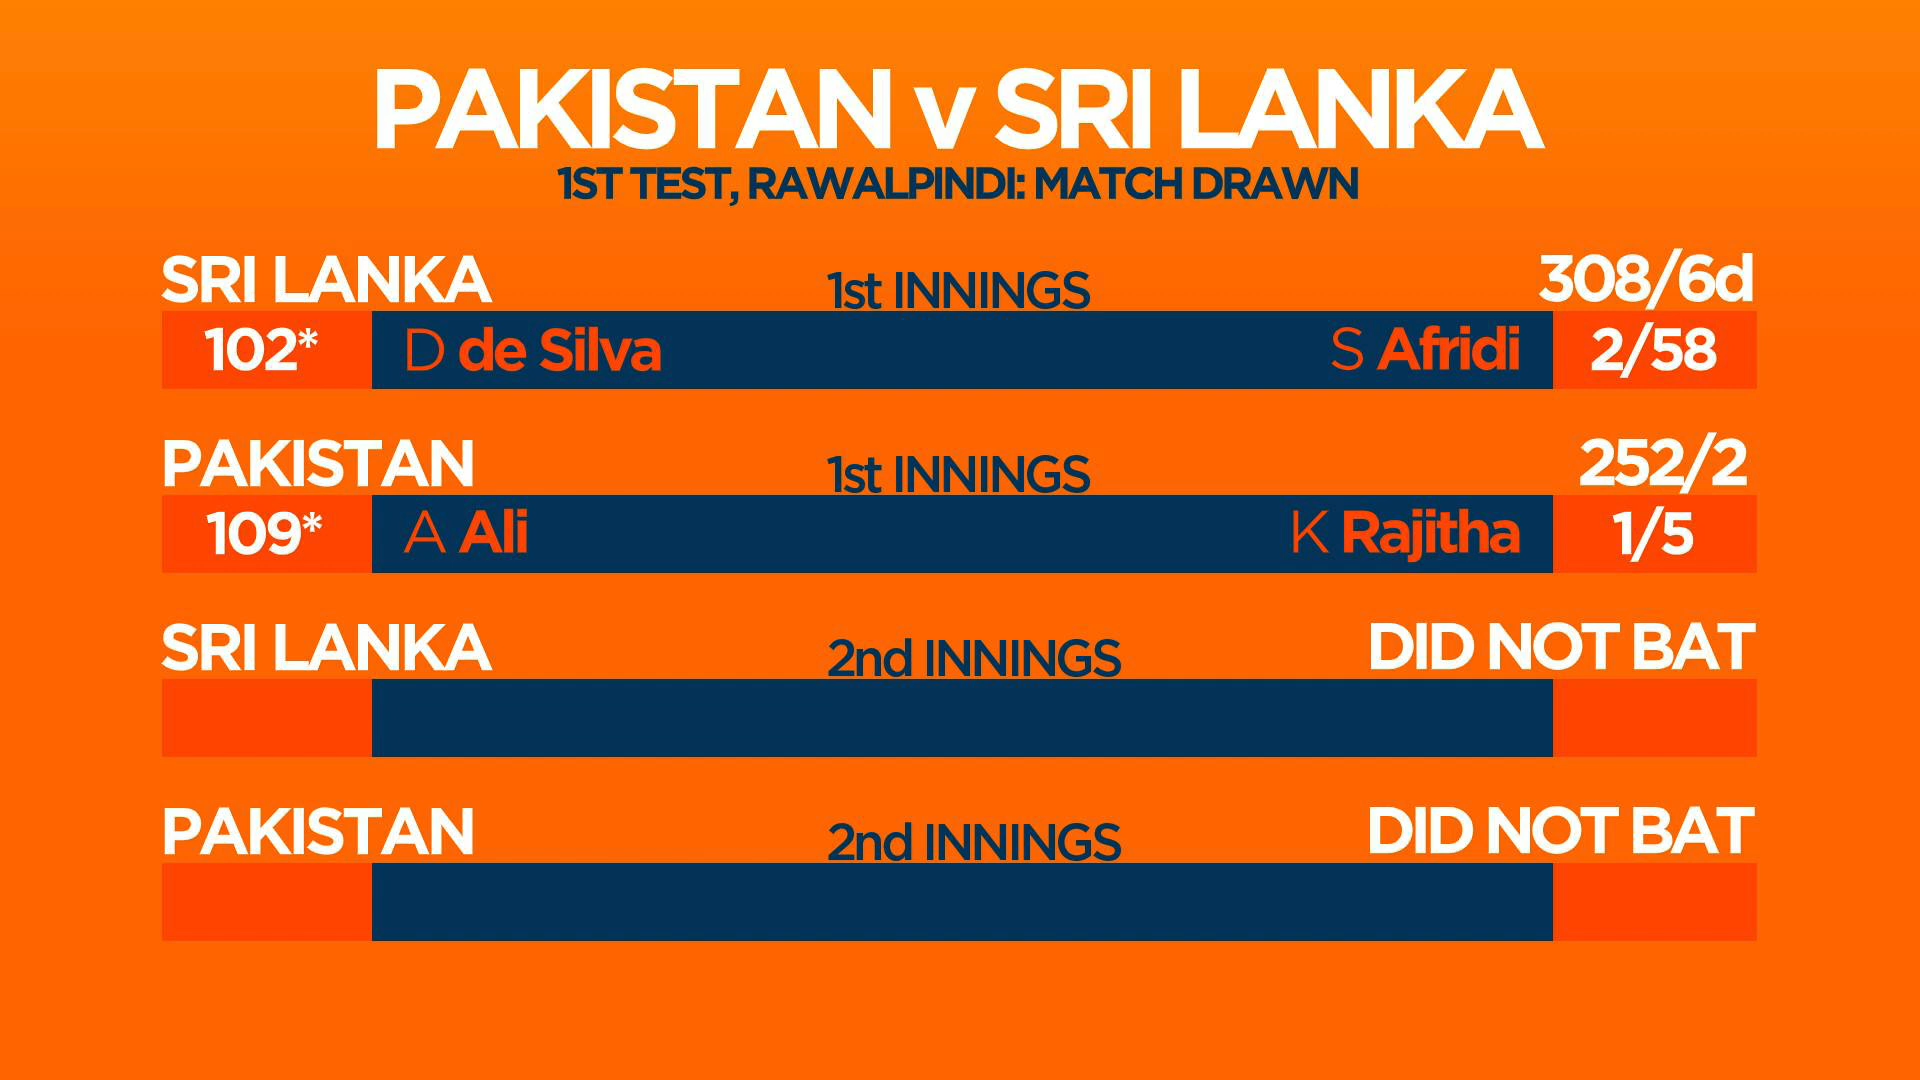 PAKISTAN v SRI LANKA
1ST TEST, RAWALPINDI: MATCH DRAWN
SRI LANKA 1st INNINGS 308/6d
102* D de Silva S Afridi 2/58
PAKISTAN 1st INNINGS 252/2
109* A Ali K Rajitha 1/5
SRI LANKA 2nd INNINGS DID NOT BAT
PAKISTAN 2nd INNINGS DID NOT BAT